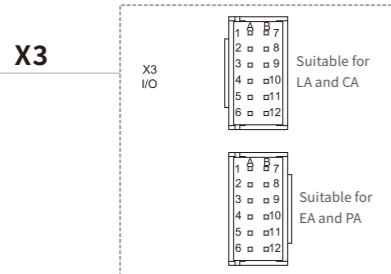 X3
X3
I/O
A B
1 7
2 8
3 9
4 10
5 11
6 12
Suitable for
LA and CA
A B
1 7
2 8
3 9
4 10
5 11
6 12
Suitable for
EA and PA